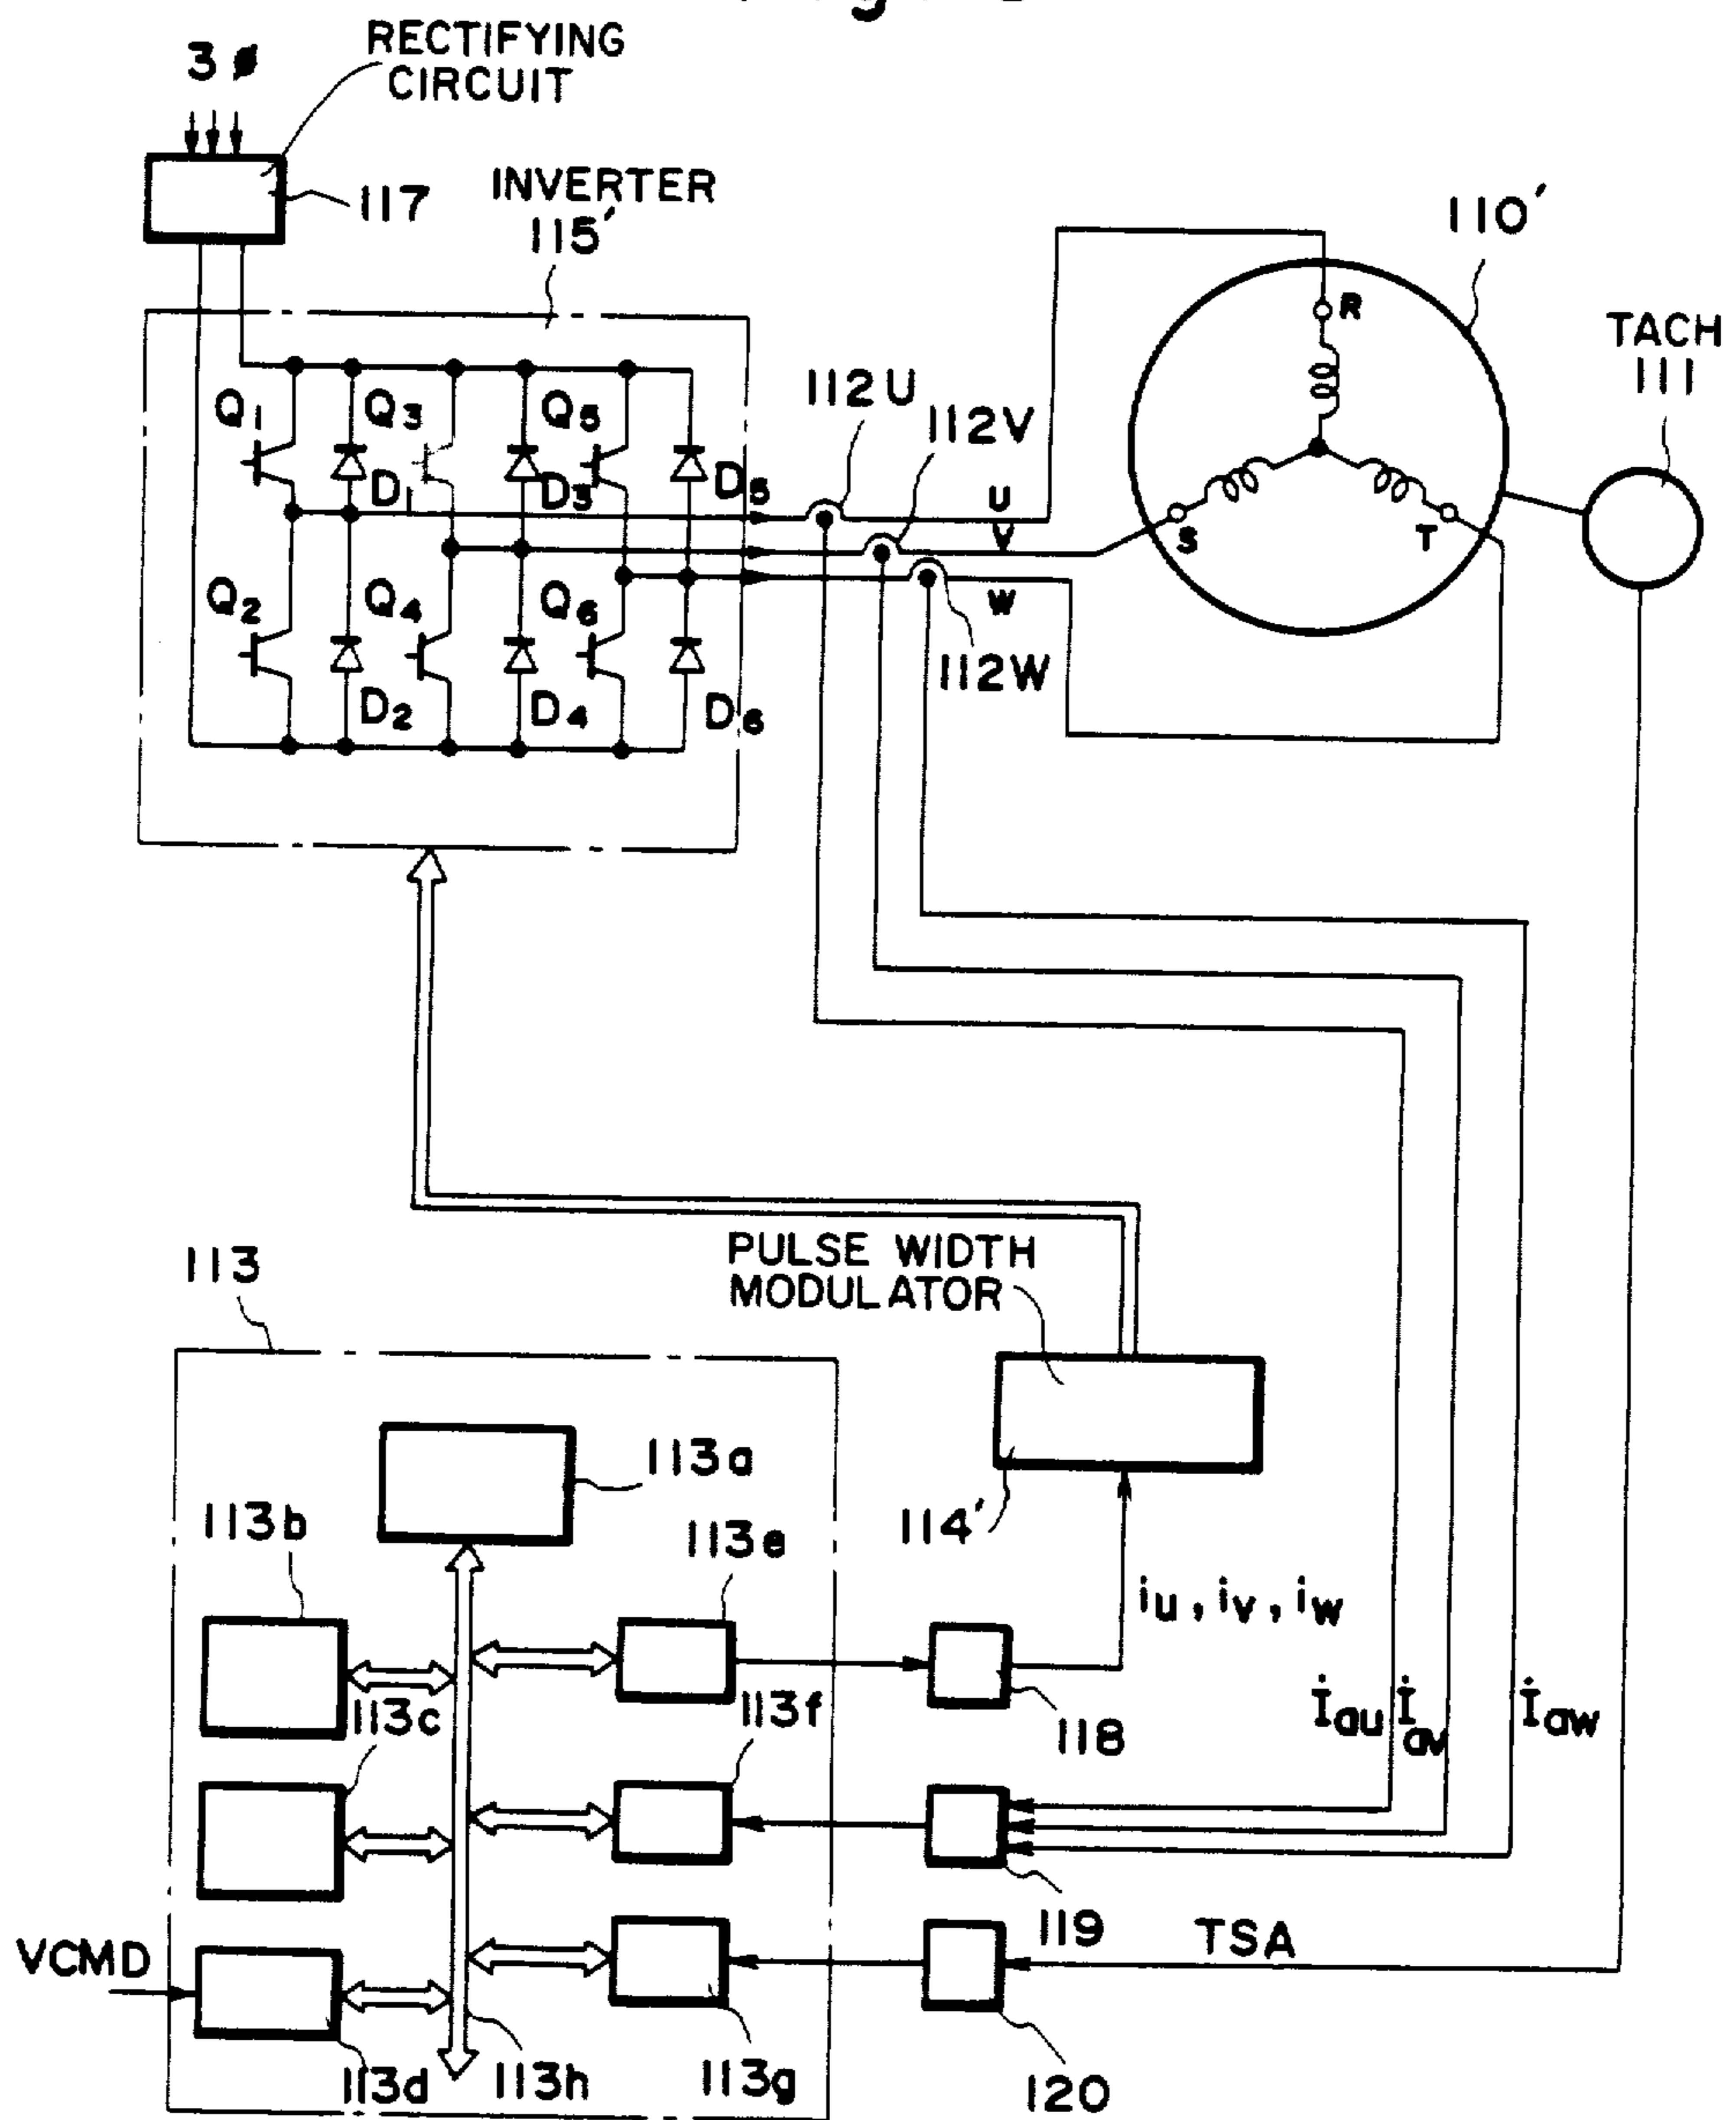 3 ø
RECTIFYING
CIRCUIT
117
INVERTER
115'
110'
TACH
111
R
S
T
112U
112V
112W
U
V
W
Q1
Q3
Q5
D1
D3
D5
Q2
Q4
Q6
D2
D4
D6
PULSE WIDTH
MODULATOR
114'
113
113a
113b
113e
113c
113f
iu, iv, iw
118
Iau
Iav
Iaw
119
TSA
VCMD
113d
113h
113g
120